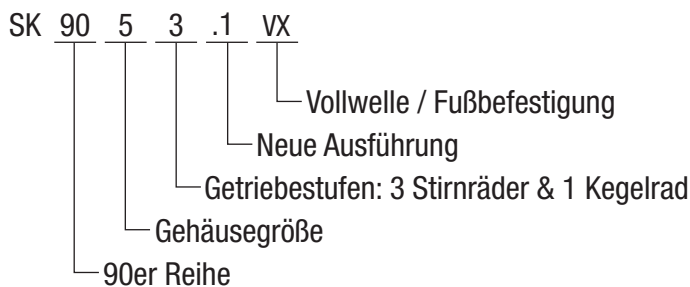 SK 90 5 3 .1 VX
Vollwelle / Fußbefestigung
Neue Ausführung
Getriebestufen: 3 Stirnräder & 1 Kegelrad
Gehäusegröße
90er Reihe